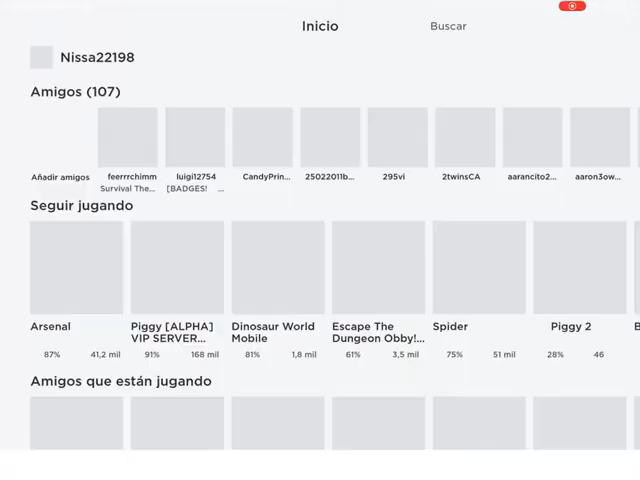 Inicio Buscar
Nissa22198
Amigos (107)
Añadir amigos feerrrchimm luigi12754 CandyPrin... 25022011b... 295vi 2twinsCA aarancito2... aaron3ow...
Survival The... [BADGES! ...
Seguir jugando
Arsenal Piggy [ALPHA] Dinosaur World Escape The Spider Piggy 2 B
VIP SERVER... Mobile Dungeon Obby!...
87% 41,2 mil 91% 168 mil 81% 1,8 mil 61% 3,5 mil 75% 51 mil 28% 46
Amigos que están jugando